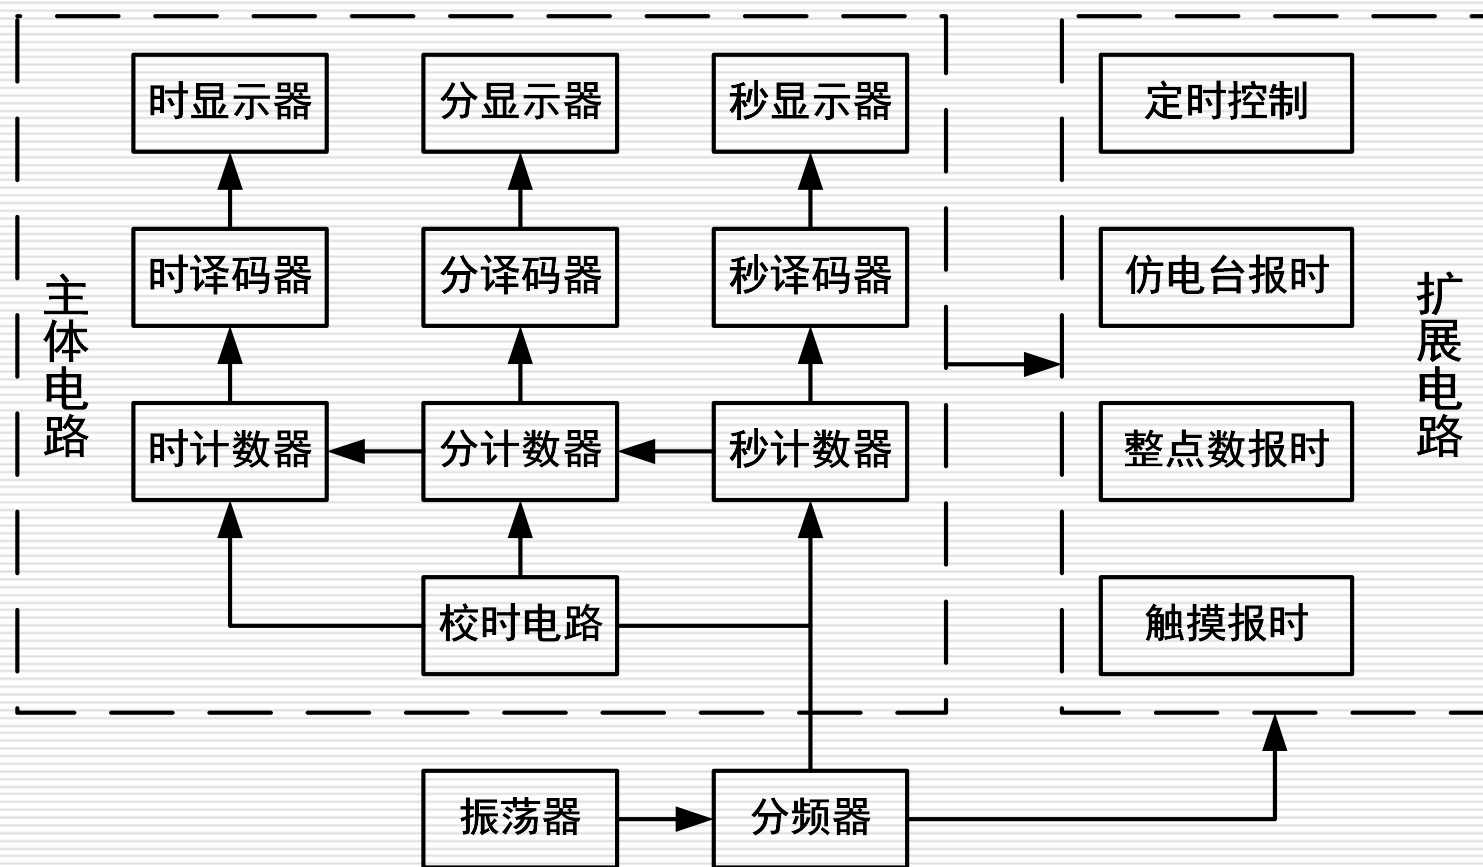 时显示器
分显示器
秒显示器
定时控制
时译码器
分译码器
秒译码器
仿电台报时
主体电路
扩展电路
时计数器
分计数器
秒计数器
整点数报时
校时电路
触摸报时
振荡器
分频器